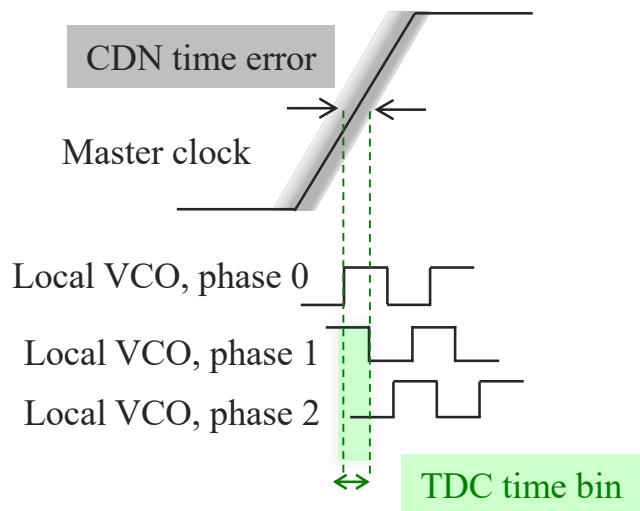 CDN time error
Master clock
Local VCO, phase 0
Local VCO, phase 1
Local VCO, phase 2
TDC time bin